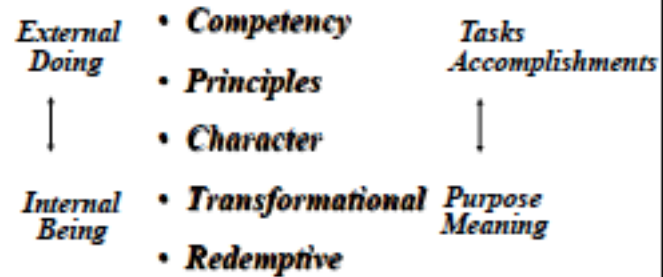 External
Doing
Internal
Being
• Competency
• Principles
• Character
• Transformational
• Redemptive
Tasks
Accomplishments
Purpose
Meaning